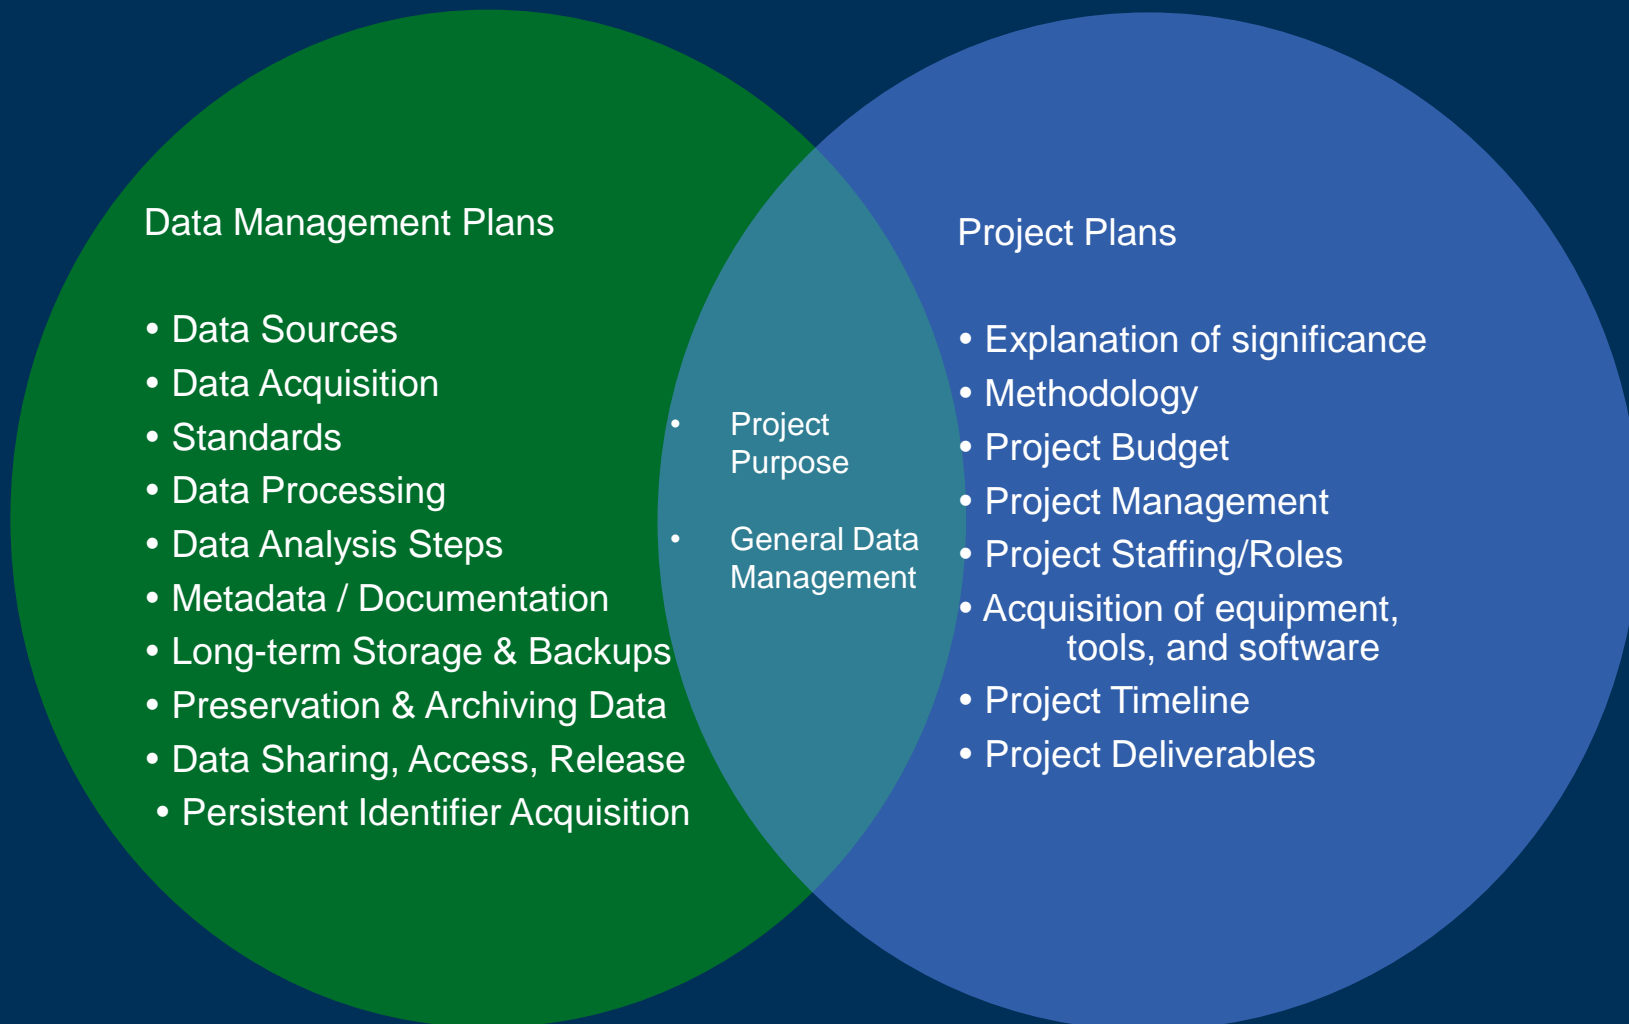 Data Management Plans
• Data Sources
• Data Acquisition
• Standards
• Data Processing
• Data Analysis Steps
• Metadata / Documentation
• Long-term Storage & Backups
• Preservation & Archiving Data
• Data Sharing, Access, Release
• Persistent Identifier Acquisition
• Project
Purpose
• General Data
Management
Project Plans
• Explanation of significance
• Methodology
• Project Budget
• Project Management
• Project Staffing/Roles
• Acquisition of equipment,
tools, and software
• Project Timeline
• Project Deliverables